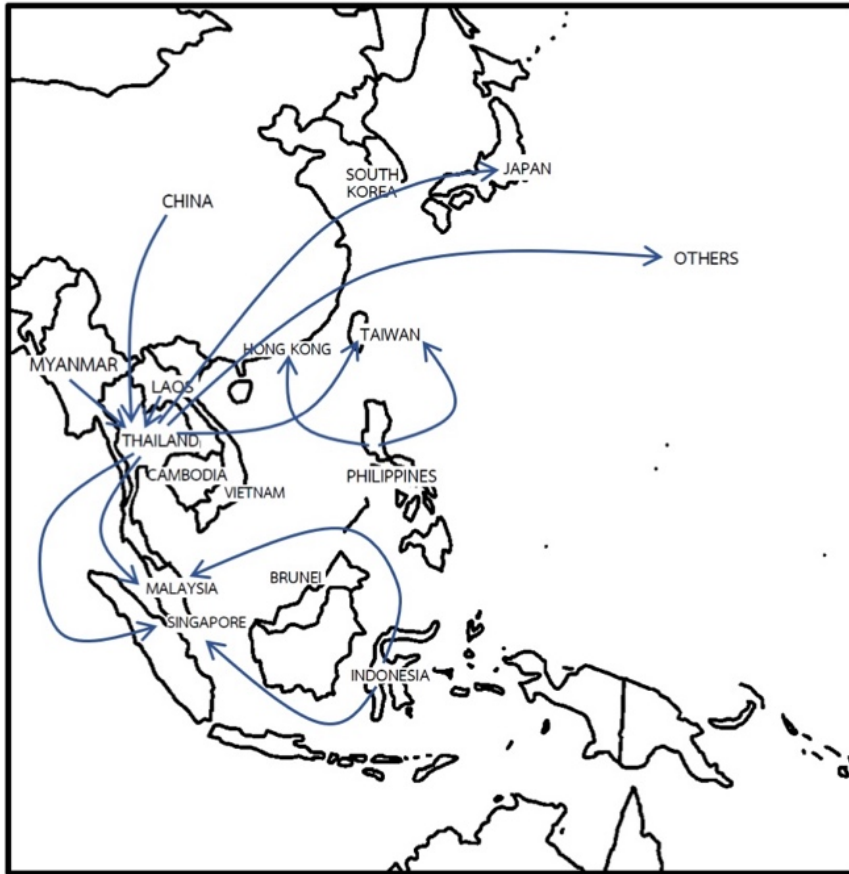 SOUTH
KOREA
JAPAN
CHINA
OTHERS
TAIWAN
HONG KONG
MYANMAR
LAOS
THAILAND
CAMBODIA
PHILIPPINES
VIETNAM
BRUNEI
MALAYSIA
SINGAPORE
INDONESIA